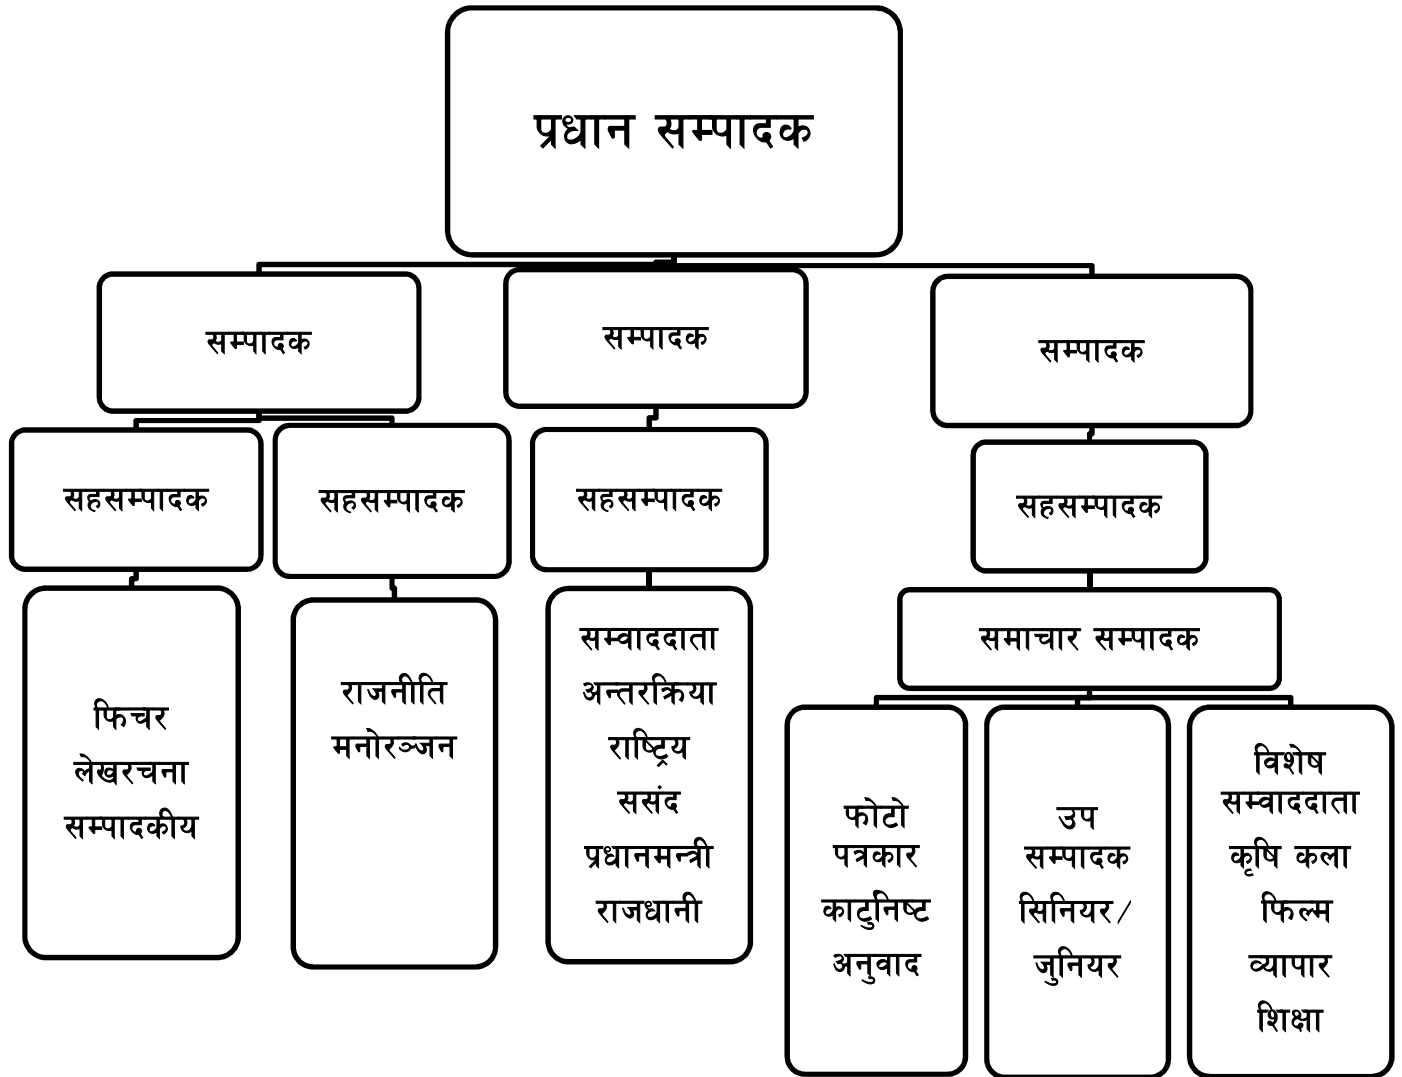 प्रधान सम्पादक
सम्पादक
सम्पादक
सम्पादक
सहसम्पादक
सहसम्पादक
सहसम्पादक
सहसम्पादक
फिचर
लेखरचना
सम्पादकीय
राजनीति
मनोरञ्जन
सम्वाददाता
अन्तरक्रिया
राष्ट्रिय
ससंद
प्रधानमन्त्री
राजधानी
समाचार सम्पादक
फोटो
पत्रकार
काटुनिष्ट
अनुवाद
उप
सम्पादक
सिनियर/
जुनियर
विशेष
सम्वाददाता
कृषि कला
फिल्म
व्यापार
शिक्षा